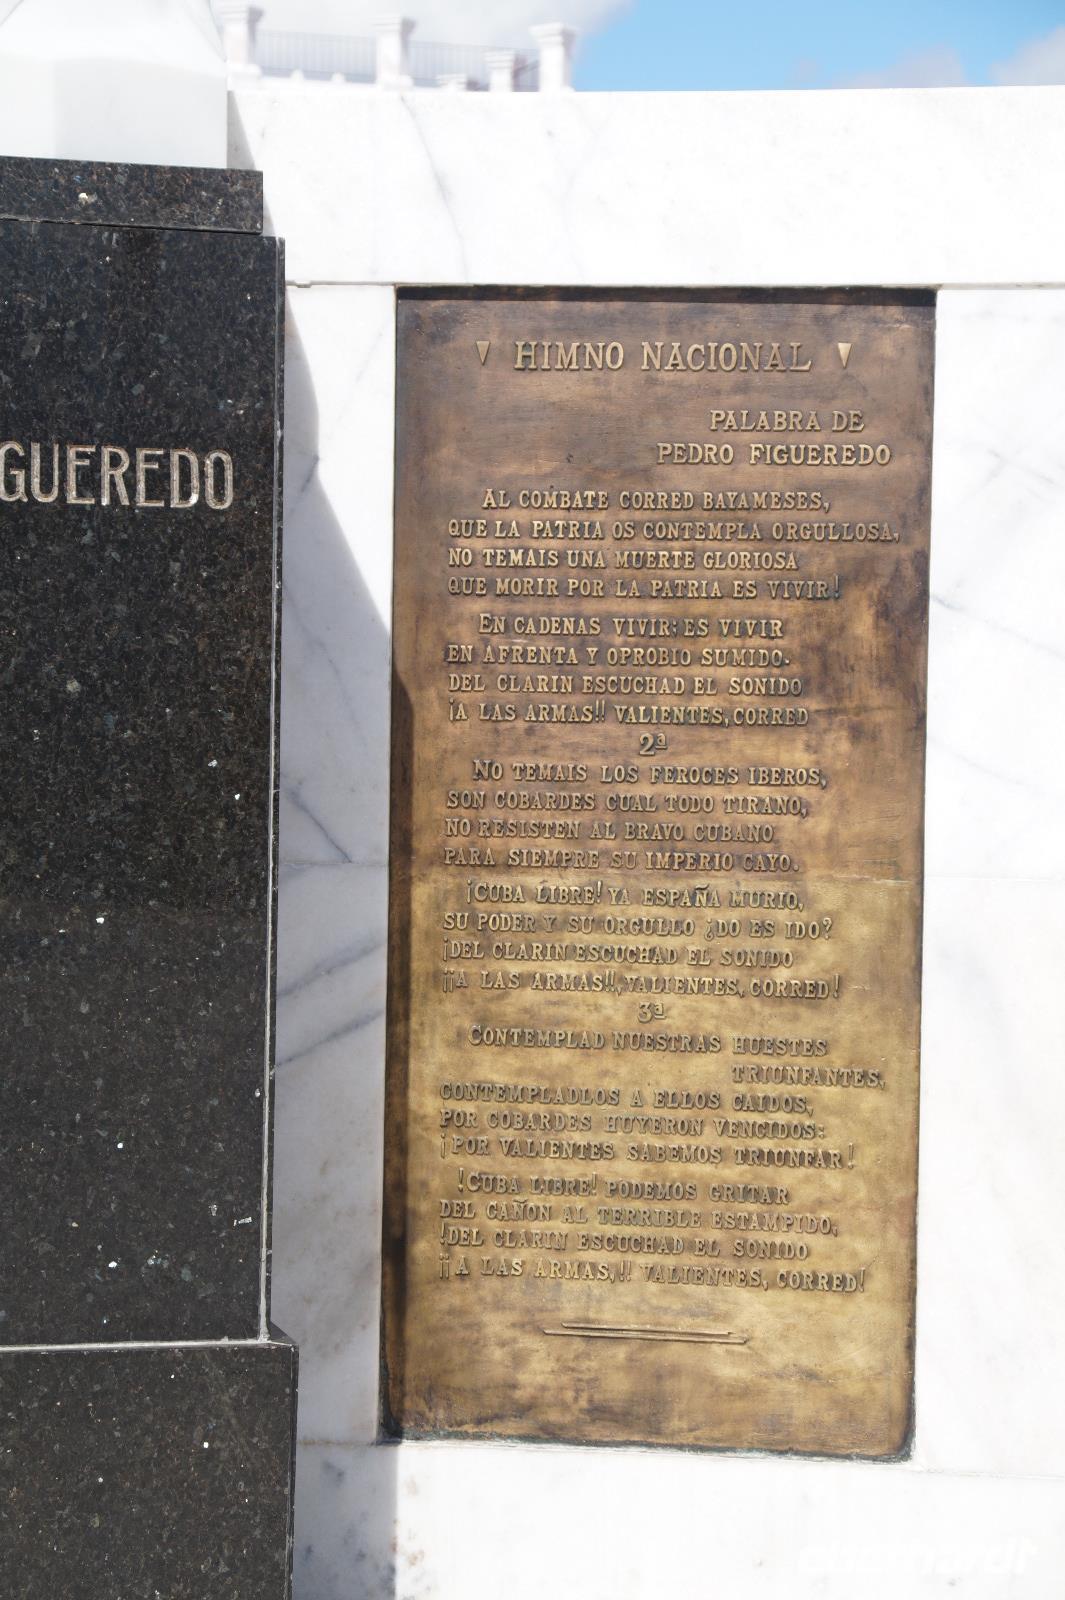 GUEREDO
HIMNO NACIONAL
PALABRA DE
PEDRO FIGUEREDO
AL COMBATE CORRED BAYAMESES,
QUE LA PATRIA OS CONTEMPLA ORGULLOSA,
NO TEMAIS UNA MUERTE GLORIOSA
QUE MORIR POR LA PATRIA ES VIVIR!
EN CADENAS VIVIR; ES VIVIR
EN AFRENTA Y OPROBIO SUMIDO.
DEL CLARIN ESCUCHAD EL SONIDO
¡A LAS ARMAS!! VALIENTES, CORRED
2ª
NO TEMAIS LOS FEROCES IBEROS,
SON COBARDES CUAL TODO TIRANO,
NO RESISTEN AL BRAVO CUBANO
PARA SIEMPRE SU IMPERIO CAYO.
¡CUBA LIBRE! YA ESPAÑA MURIO,
SU PODER Y SU ORGULLO ¿DO ES IDO?
¡DEL CLARIN ESCUCHAD EL SONIDO
¡¡A LAS ARMAS!!, VALIENTES, CORRED!
3ª
CONTEMPLAD NUESTRAS HUESTES
TRIUNFANTES,
CONTEMPLADLOS A ELLOS CAIDOS,
POR COBARDES HUYERON VENCIDOS:
¡POR VALIENTES SABEMOS TRIUNFAR!
!CUBA LIBRE! PODEMOS GRITAR
DEL CAÑON AL TERRIBLE ESTAMPIDO,
!DEL CLARIN ESCUCHAD EL SONIDO
¡¡A LAS ARMAS,!! VALIENTES, CORRED!